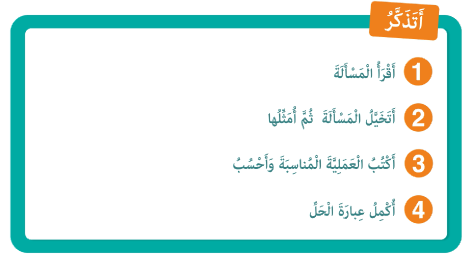 أَتَذَكَّرُ
1 أَقْرَأُ الْمَسْأَلَةَ
2 أَتَخَيَّلُ الْمَسْأَلَةَ ثُمَّ أُمَثِّلُها
3 أَكْتُبُ الْعَمَلِيَّةَ الْمُناسِبَةَ وَأَحْسُبُ
4 أُكْمِلُ عِبارَةَ الْحَلِّ